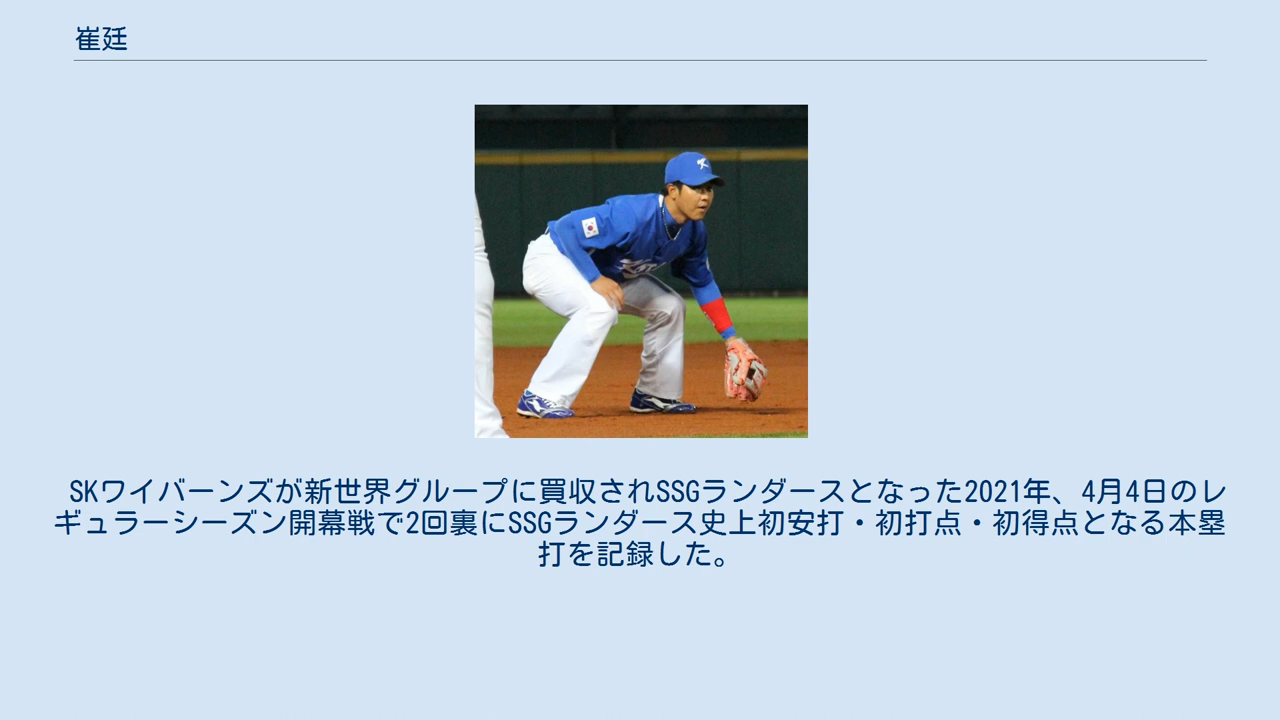 崔廷
SKワイバーンズが新世界グループに買収されSSGランダースとなった2021年、4月4日のレ
ギュラーシーズン開幕戦で2回裏にSSGランダース史上初安打・初打点・初得点となる本塁
打を記録した。